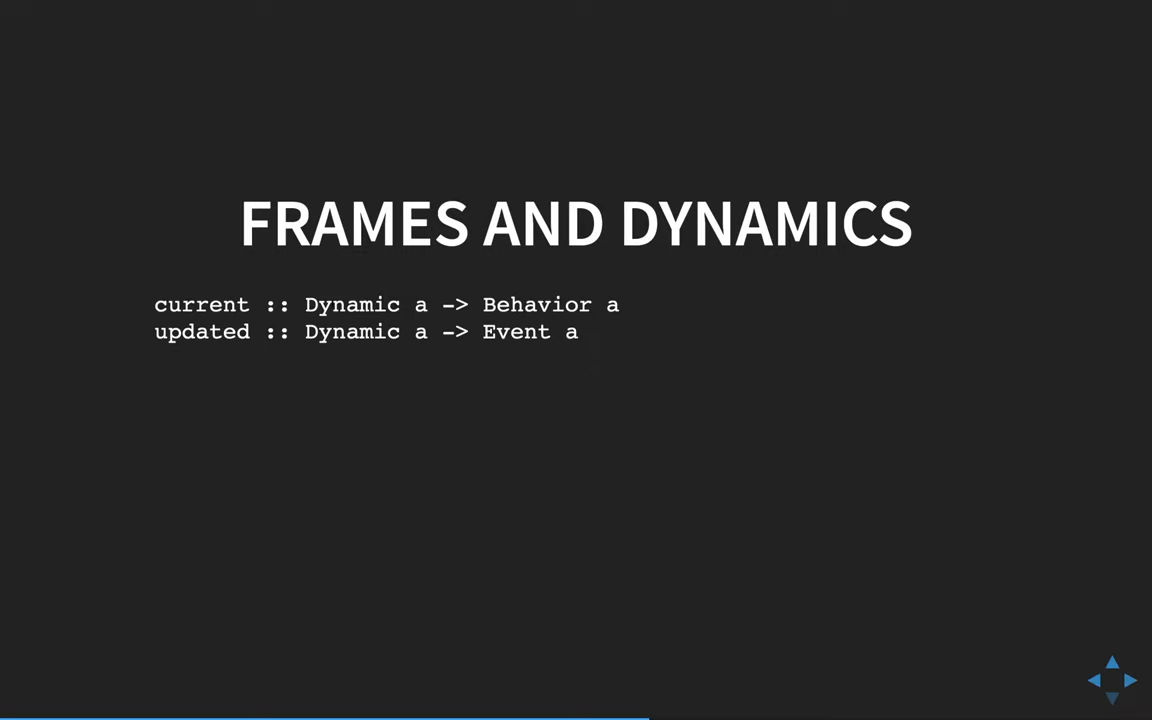 FRAMES AND DYNAMICS
current :: Dynamic a -> Behavior a
updated :: Dynamic a -> Event a